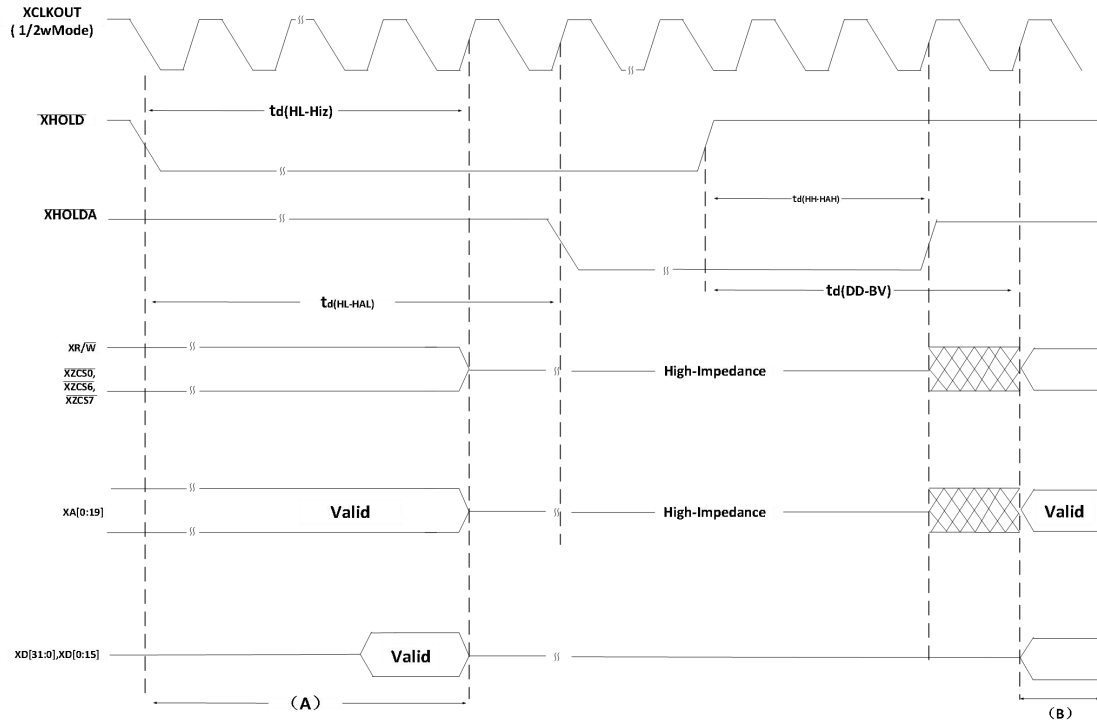 XCLKOUT
( 1/2wMode)
td(HL-Hiz)
XHOLD
td(HH-HAH)
XHOLDA
td(HL-HAL)
td(DD-BV)
XR/W
XZCS0,
XZCS6,
XZCS7
High-Impedance
XA[0:19]
Valid
High-Impedance
Valid
XD[31:0],XD[0:15]
Valid
（A）
（B）